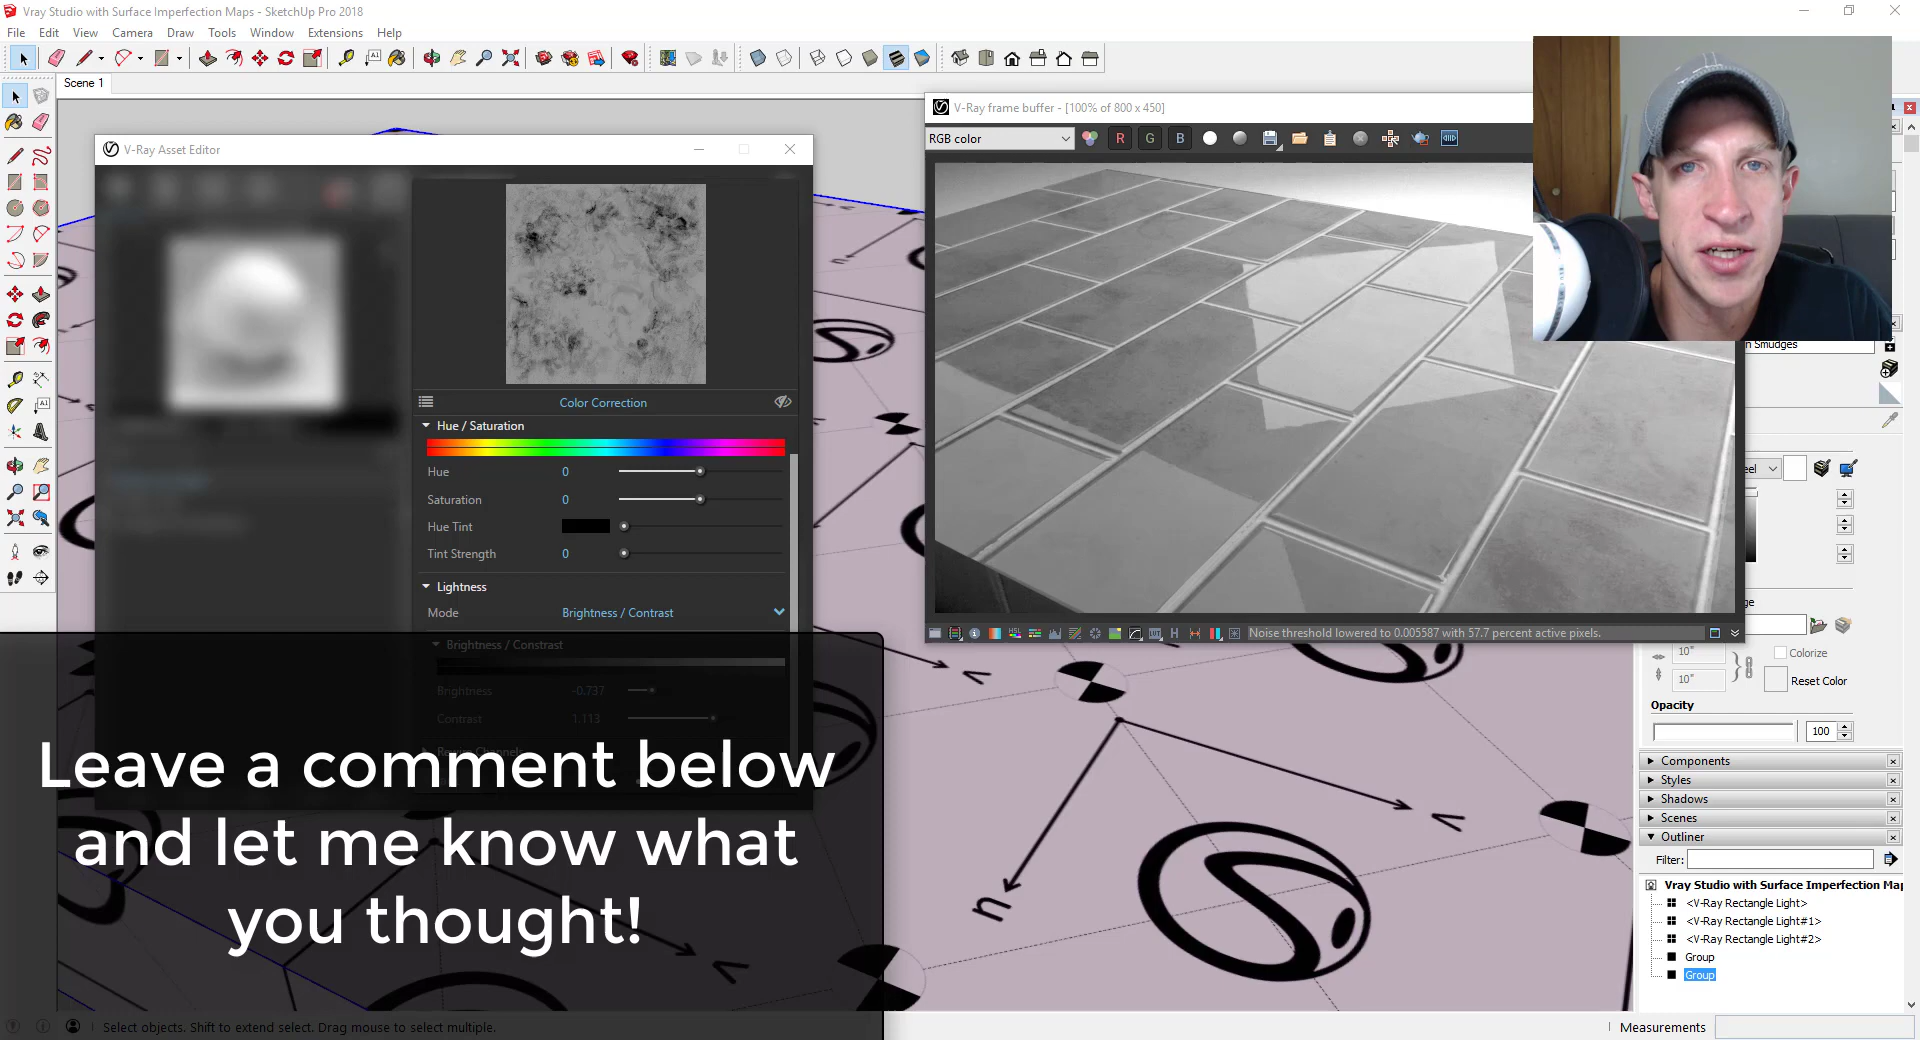 Vray Studio with Surface Imperfection Maps - SketchUp Pro 2018
File Edit View Camera Draw Tools Window Extensions Help
Scene 1
V-Ray Asset Editor
Color Correction
Hue / Saturation
Hue 0
Saturation 0
Hue Tint
Tint Strength 0
Lightness
Mode Brightness / Contrast
Brightness / Contrast
Brightness -0.737
Contrast 1.113
Rewire Channels
V-Ray frame buffer - [100% of 800 x 450]
RGB color
R G B
Noise threshold lowered to 0.005587 with 57.7 percent active pixels.
Smudges
10"
Colorize
10"
Reset Color
Opacity
100
Components
Styles
Shadows
Scenes
Outliner
Filter:
Vray Studio with Surface Imperfection Map
<V-Ray Rectangle Light>
<V-Ray Rectangle Light#1>
<V-Ray Rectangle Light#2>
Group
Group
Leave a comment below
and let me know what
you thought!
Select objects. Shift to extend select. Drag mouse to select multiple.
Measurements